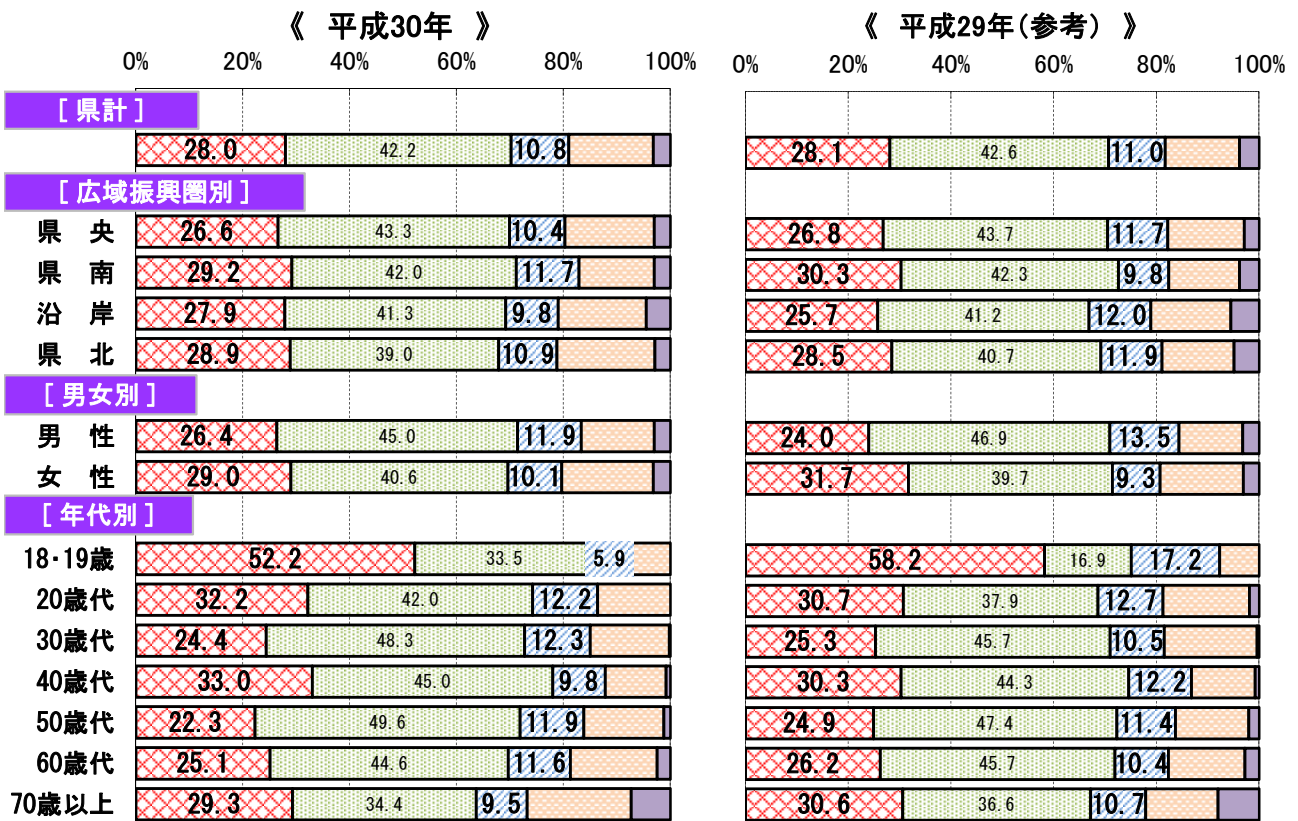 《 平成30年 》 《 平成29年(参考) 》
0% 20% 40% 60% 80% 100% 0% 20% 40% 60% 80% 100%
[ 県計 ]
28.0 42.2 10.8 28.1 42.6 11.0
[ 広域振興圏別 ]
県 央 26.6 43.3 10.4 26.8 43.7 11.7
県 南 29.2 42.0 11.7 30.3 42.3 9.8
沿 岸 27.9 41.3 9.8 25.7 41.2 12.0
県 北 28.9 39.0 10.9 28.5 40.7 11.9
[ 男女別 ]
男 性 26.4 45.0 11.9 24.0 46.9 13.5
女 性 29.0 40.6 10.1 31.7 39.7 9.3
[ 年代別 ]
18・19歳 52.2 33.5 5.9 58.2 16.9 17.2
20歳代 32.2 42.0 12.2 30.7 37.9 12.7
30歳代 24.4 48.3 12.3 25.3 45.7 10.5
40歳代 33.0 45.0 9.8 30.3 44.3 12.2
50歳代 22.3 49.6 11.9 24.9 47.4 11.4
60歳代 25.1 44.6 11.6 26.2 45.7 10.4
70歳以上 29.3 34.4 9.5 30.6 36.6 10.7